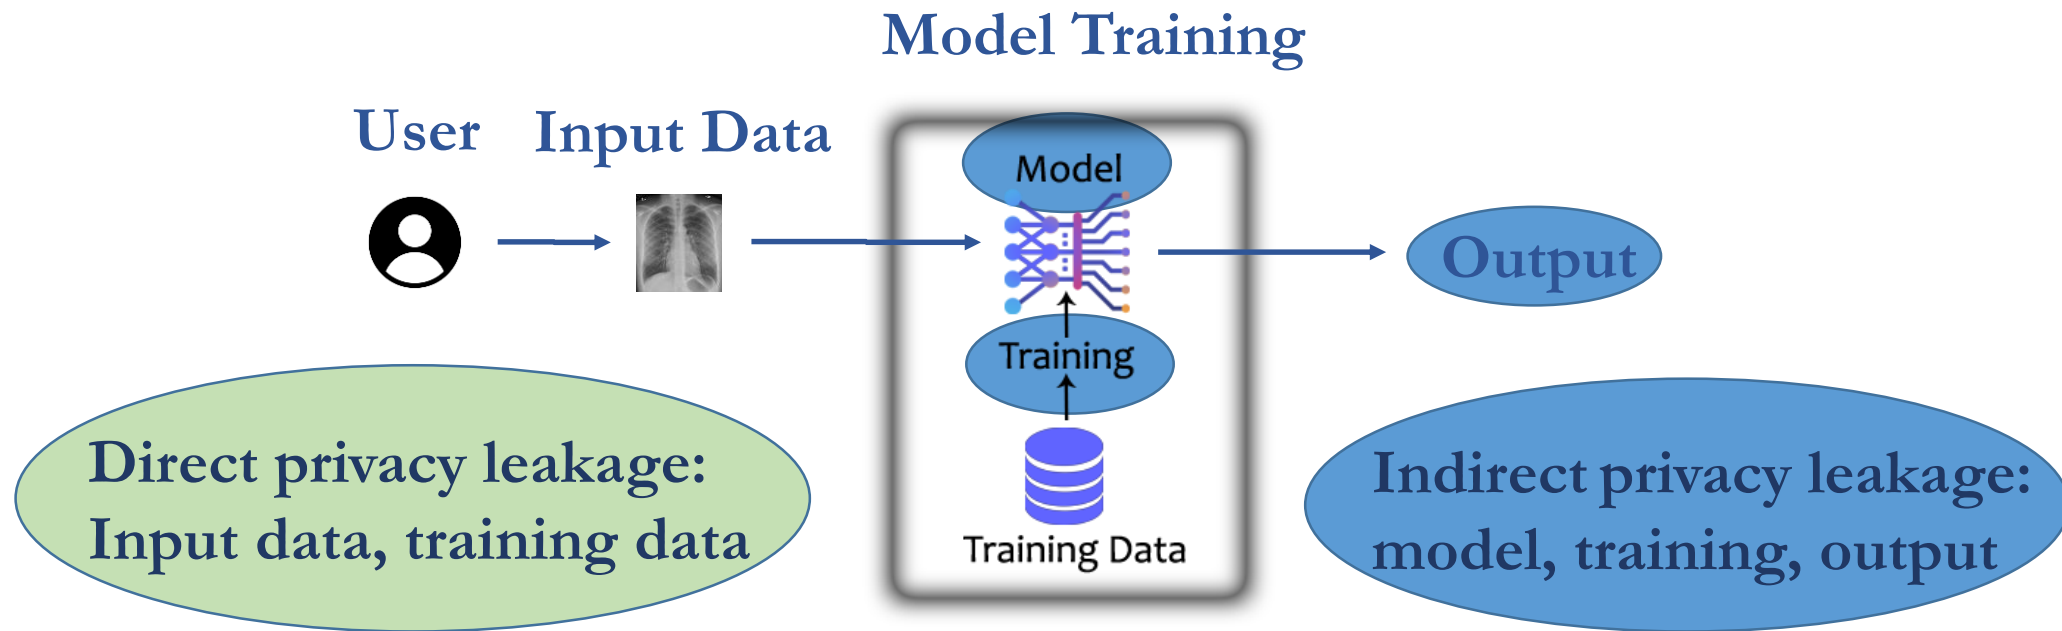 Model Training
User
Input Data
Model
Output
Training
Training Data
Direct privacy leakage:
Input data, training data
Indirect privacy leakage:
model, training, output